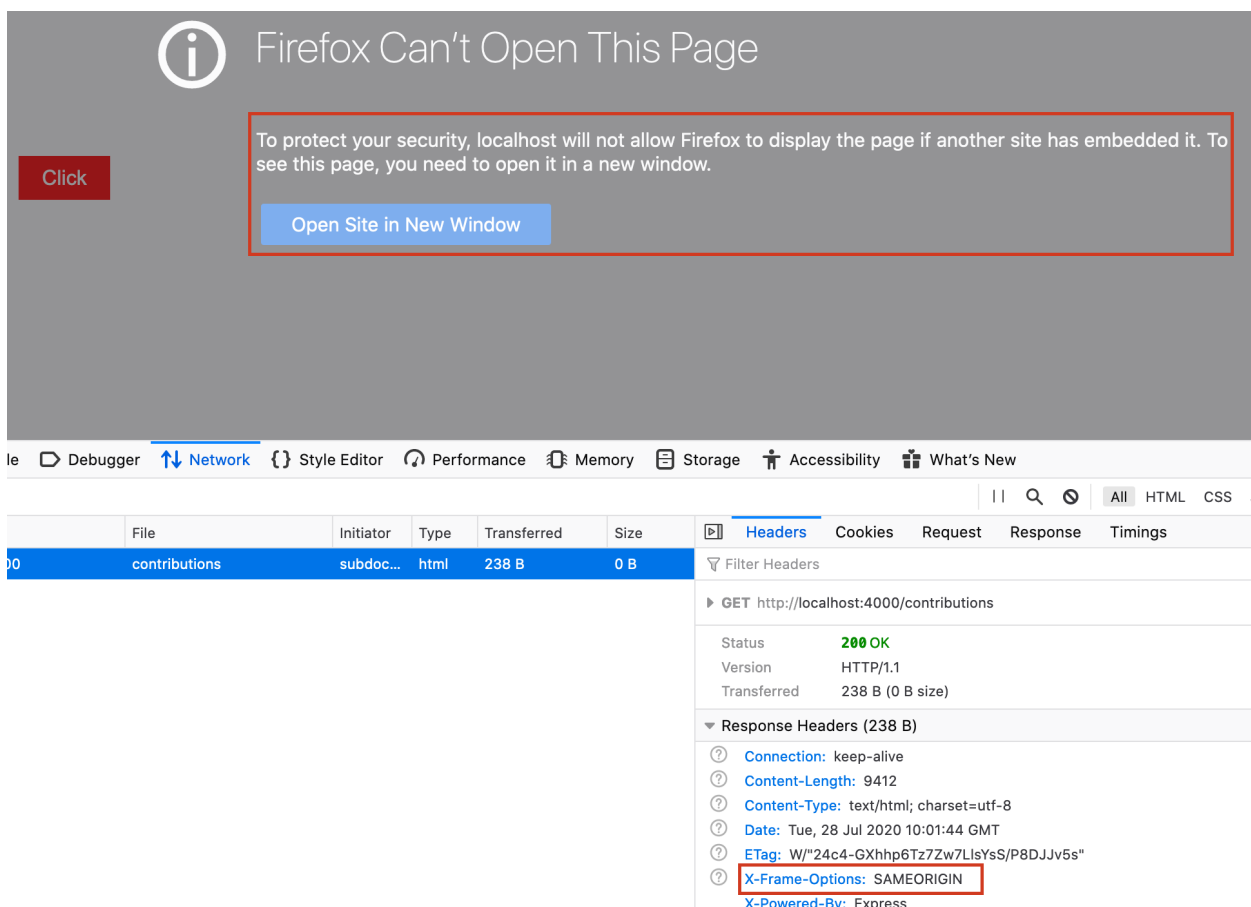 Firefox Can't Open This Page
To protect your security, localhost will not allow Firefox to display the page if another site has embedded it. To
see this page, you need to open it in a new window.
Click
Open Site in New Window
le Debugger Network Style Editor Performance Memory Storage Accessibility What's New
All HTML CSS
File Initiator Type Transferred Size
00 contributions subdoc... html 238 B 0 B
Headers Cookies Request Response Timings
Filter Headers
GET http://localhost:4000/contributions
Status 200 OK
Version HTTP/1.1
Transferred 238 B (0 B size)
Response Headers (238 B)
Connection: keep-alive
Content-Length: 9412
Content-Type: text/html; charset=utf-8
Date: Tue, 28 Jul 2020 10:01:44 GMT
ETag: W/"24c4-GXhhp6Tz7Zw7LlsYsS/P8DJJv5s"
X-Frame-Options: SAMEORIGIN
X-Powered-By: Express